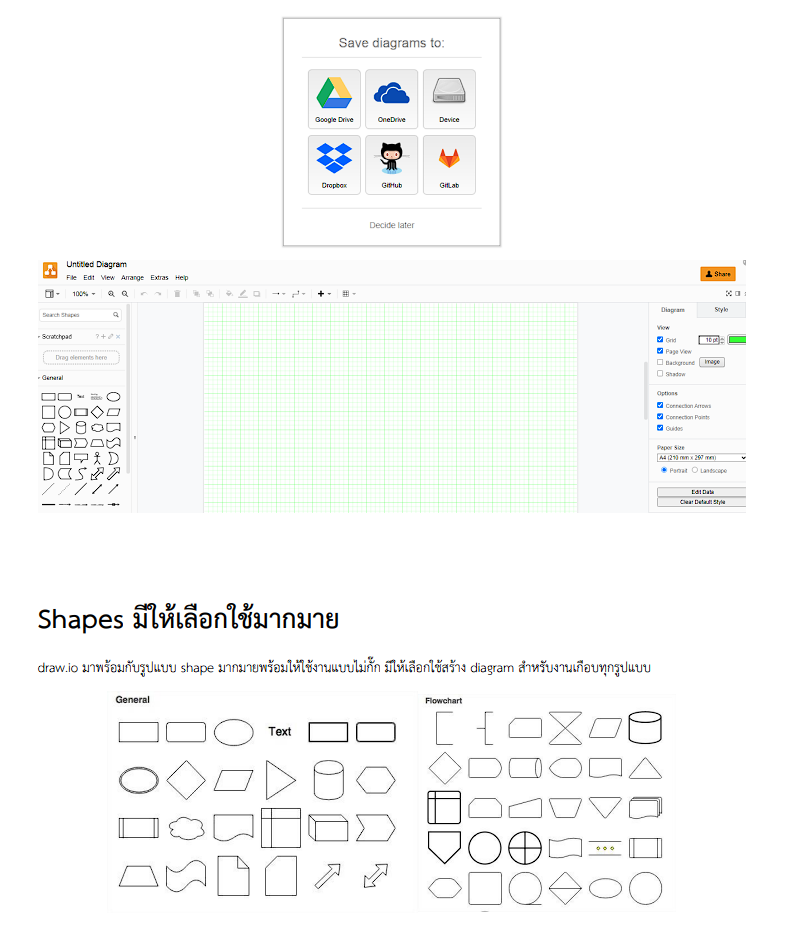 Save diagrams to:
Google Drive
OneDrive
Device
Dropbox
GitHub
GitLab
Decide later
Untitled Diagram
File Edit View Arrange Extras Help
Share
100%
Search Shapes
Diagram Style
Scratchpad ? + ×
Drag elements here
General
Text
View
Grid 10 pt
Page View
Background Image
Shadow
Options
Connection Arrows
Connection Points
Guides
Paper Size
A4 (210 mm x 297 mm)
Portrait Landscape
Edit Data
Clear Default Style
Shapes มีให้เลือกใช้มากมาย
draw.io มาพร้อมกับรูปแบบ shape มากมายพร้อมให้ใช้งานแบบไม่กั๊ก มีให้เลือกใช้สร้าง diagram สำหรับงานเกือบทุกรูปแบบ
General
Text
Flowchart